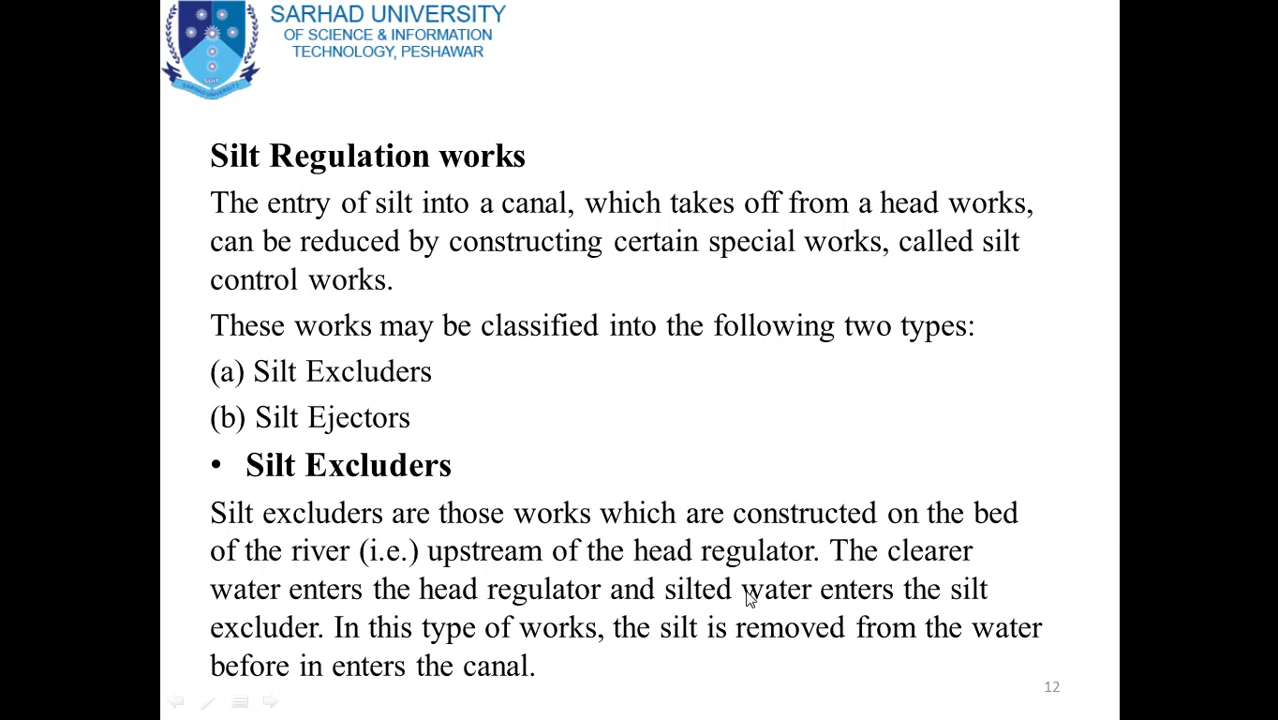 SARHAD UNIVERSITY
OF SCIENCE & INFORMATION
TECHNOLOGY, PESHAWAR
Silt Regulation works
The entry of silt into a canal, which takes off from a head works,
can be reduced by constructing certain special works, called silt
control works.
These works may be classified into the following two types:
(a) Silt Excluders
(b) Silt Ejectors
• Silt Excluders
Silt excluders are those works which are constructed on the bed
of the river (i.e.) upstream of the head regulator. The clearer
water enters the head regulator and silted water enters the silt
excluder. In this type of works, the silt is removed from the water
before in enters the canal.
12